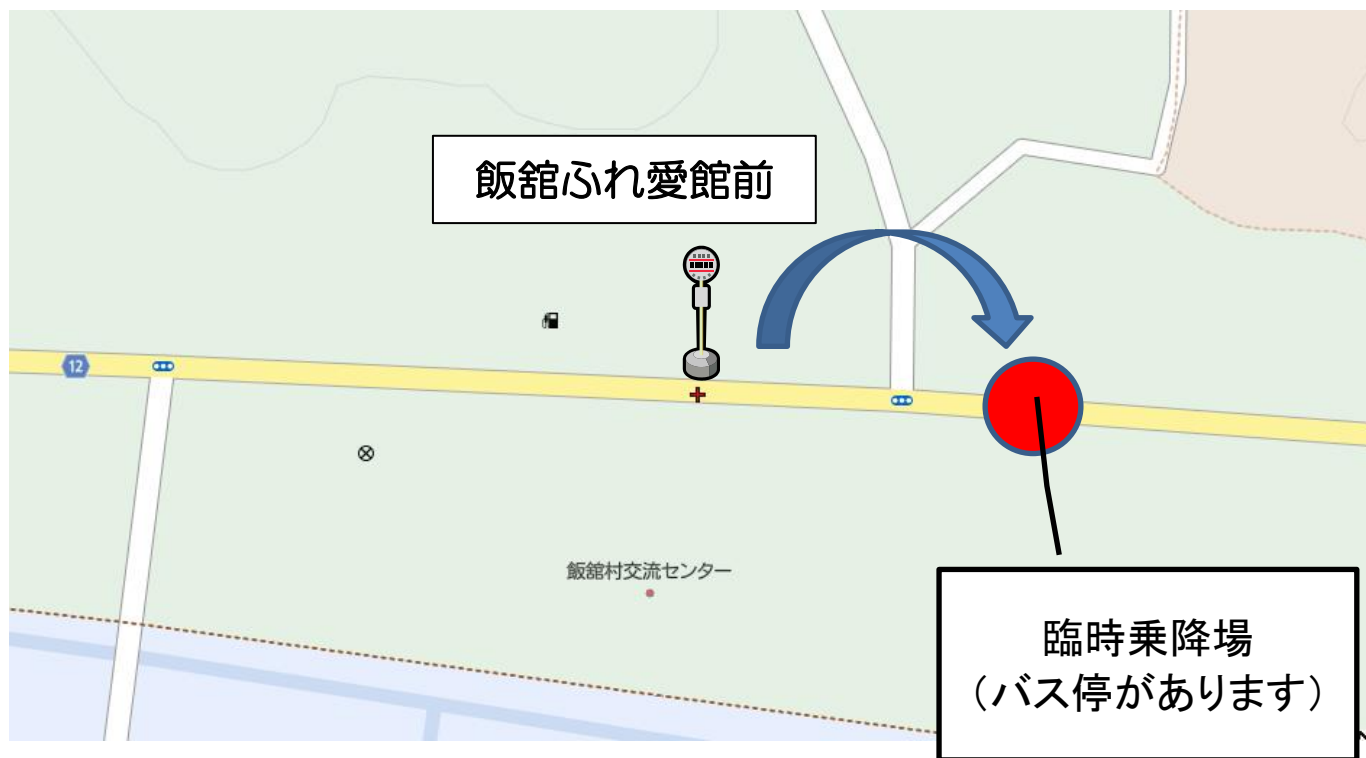 飯舘ふれ愛館前
12
飯舘村交流センター
臨時乗降場
（バス停があります）